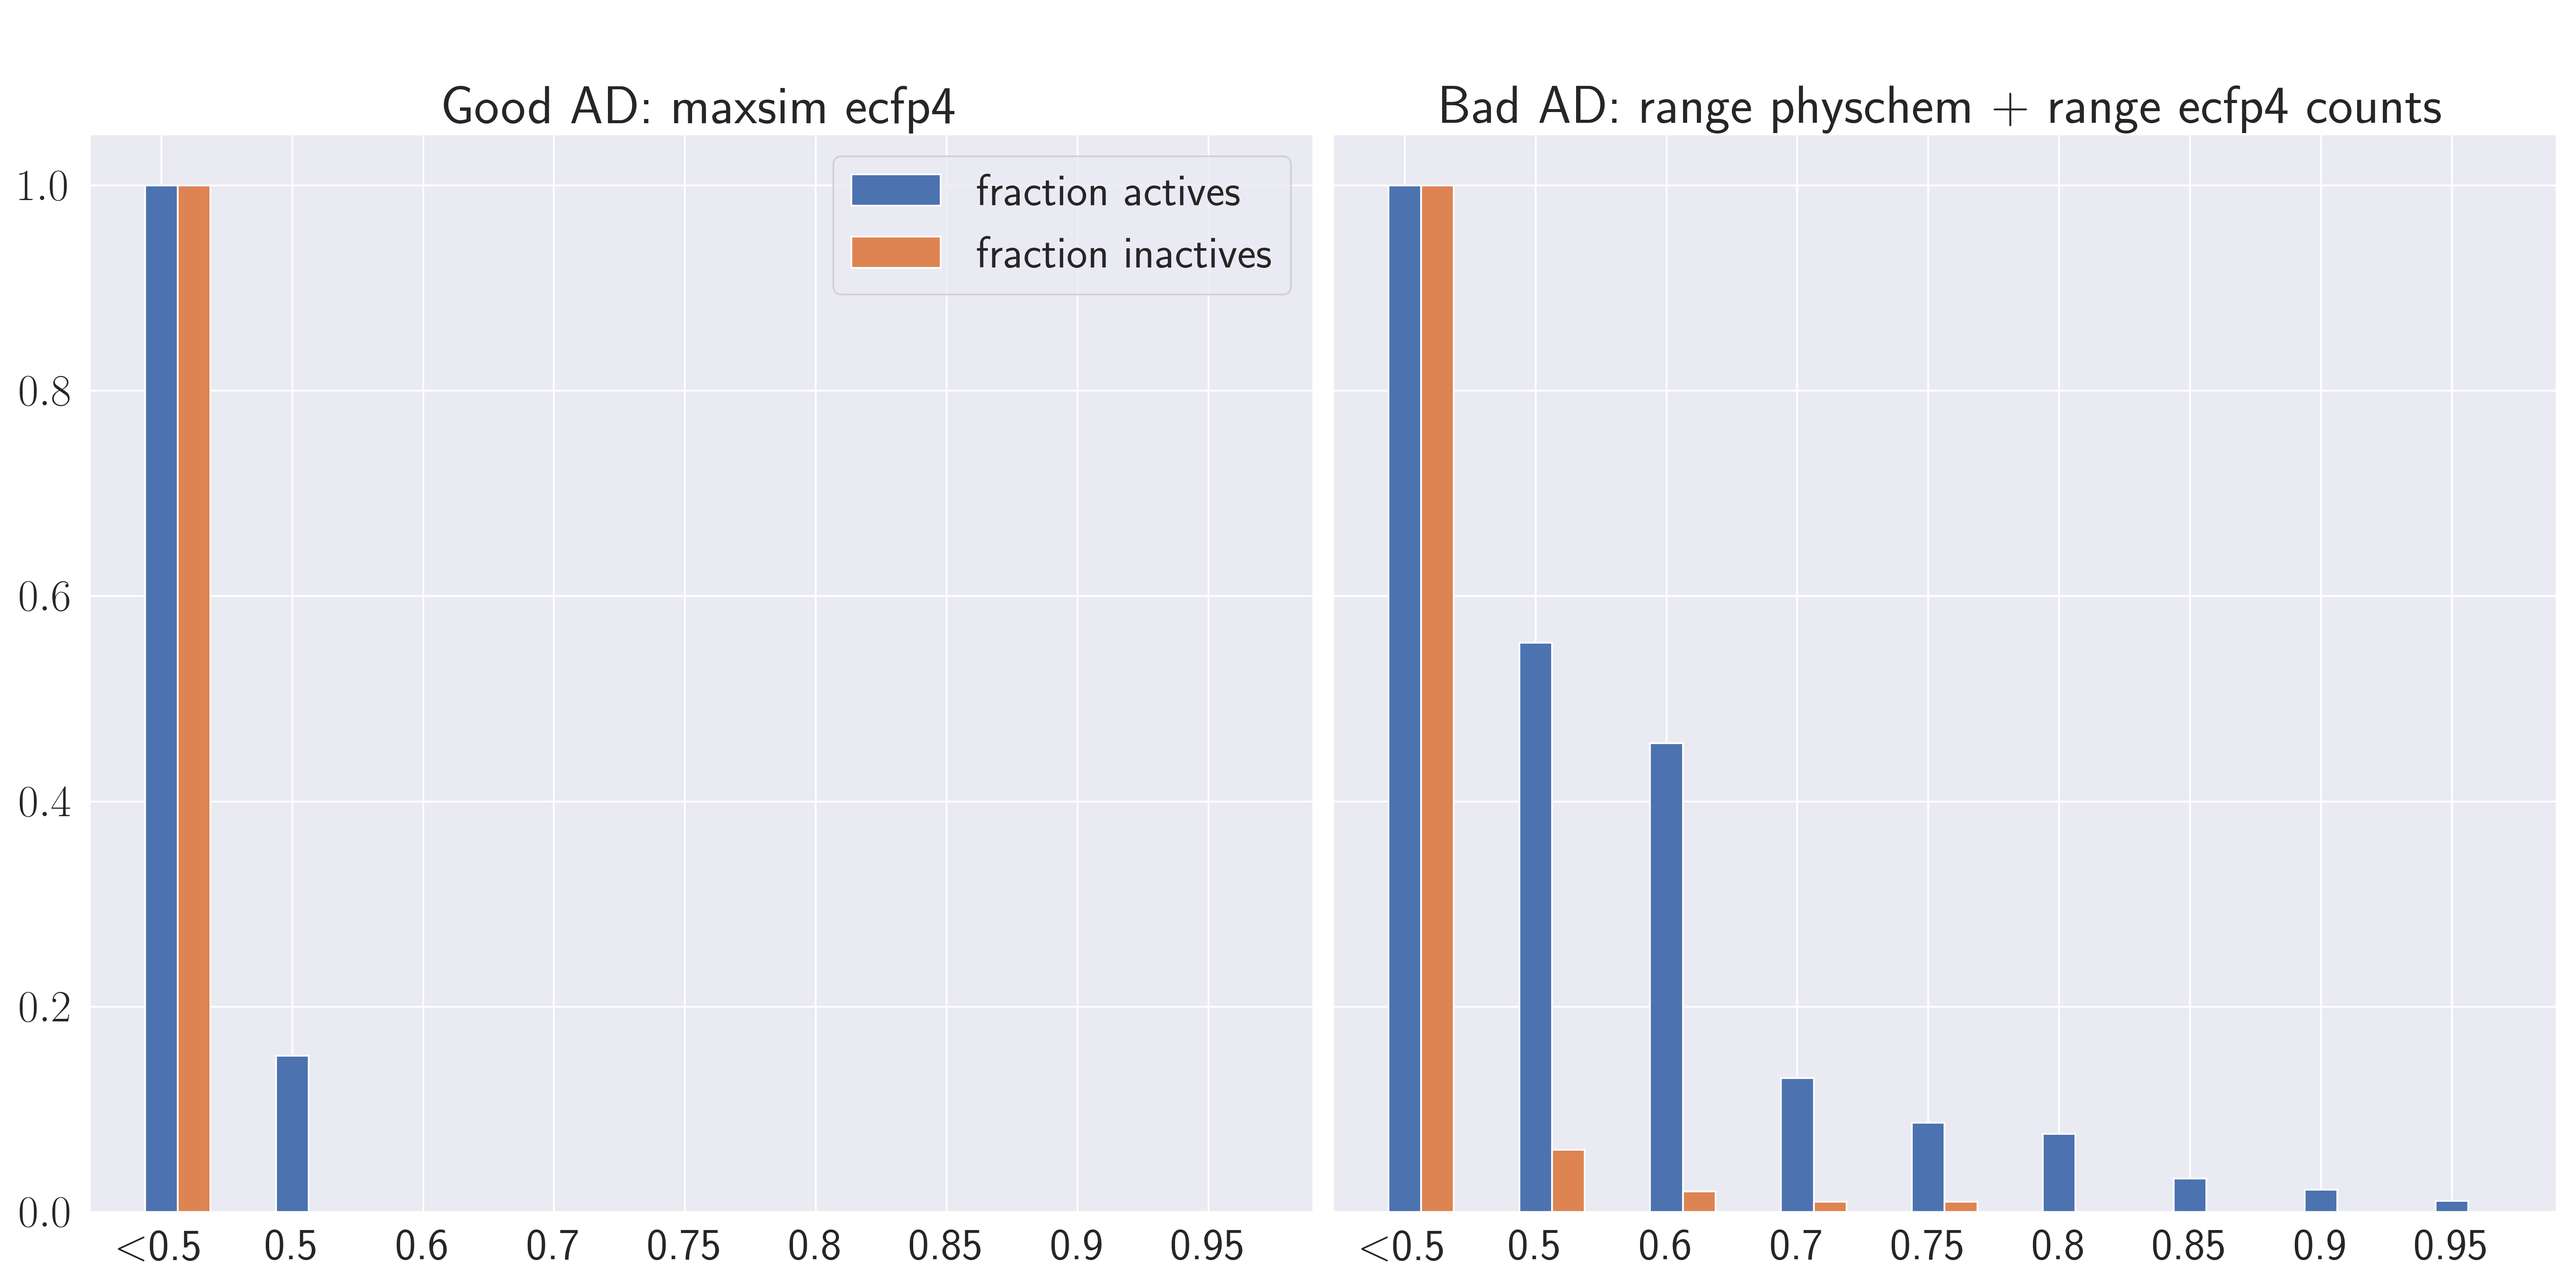 Good AD: maxsim ecfp4
Bad AD: range physchem + range ecfp4 counts
fraction actives
fraction inactives
1.0
0.8
0.6
0.4
0.2
0.0
<0.5 0.5 0.6 0.7 0.75 0.8 0.85 0.9 0.95
<0.5 0.5 0.6 0.7 0.75 0.8 0.85 0.9 0.95